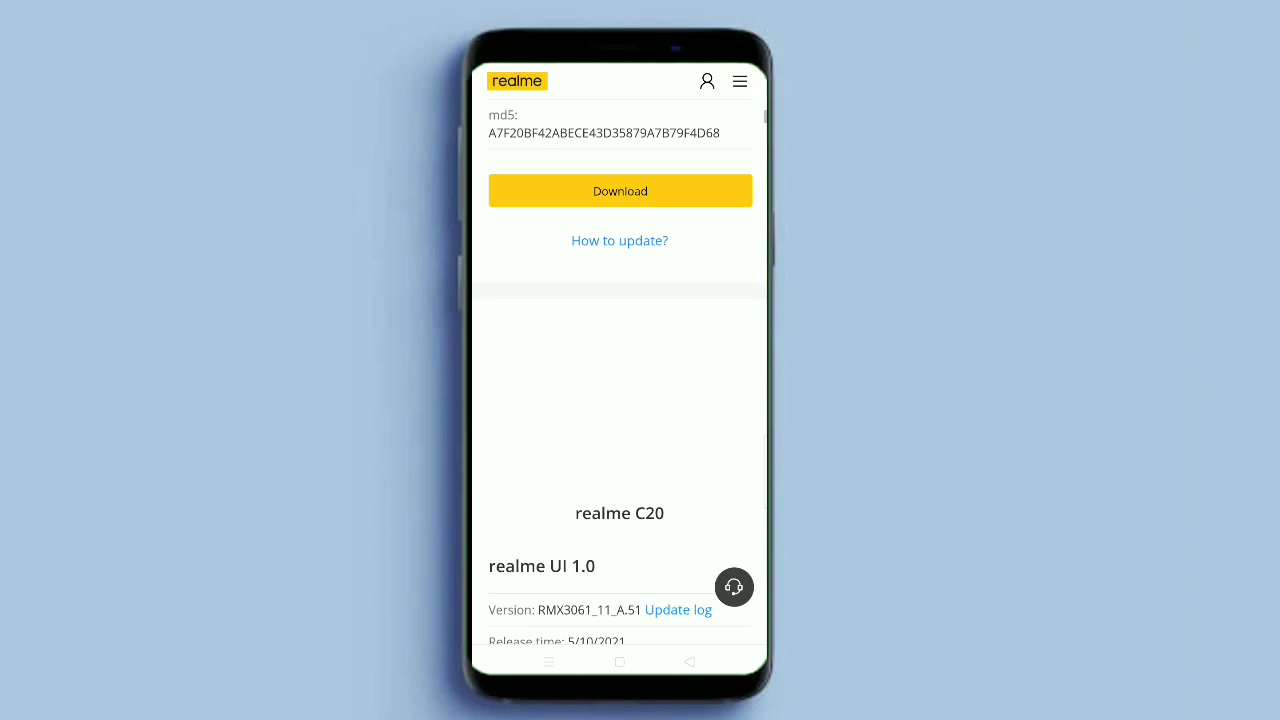 realme
md5:
A7F20BF42ABECE43D35879A7B79F4D68
Download
How to update?
realme C20
realme UI 1.0
Version: RMX3061_11_A.51 Update log
Release time: 5/10/2021